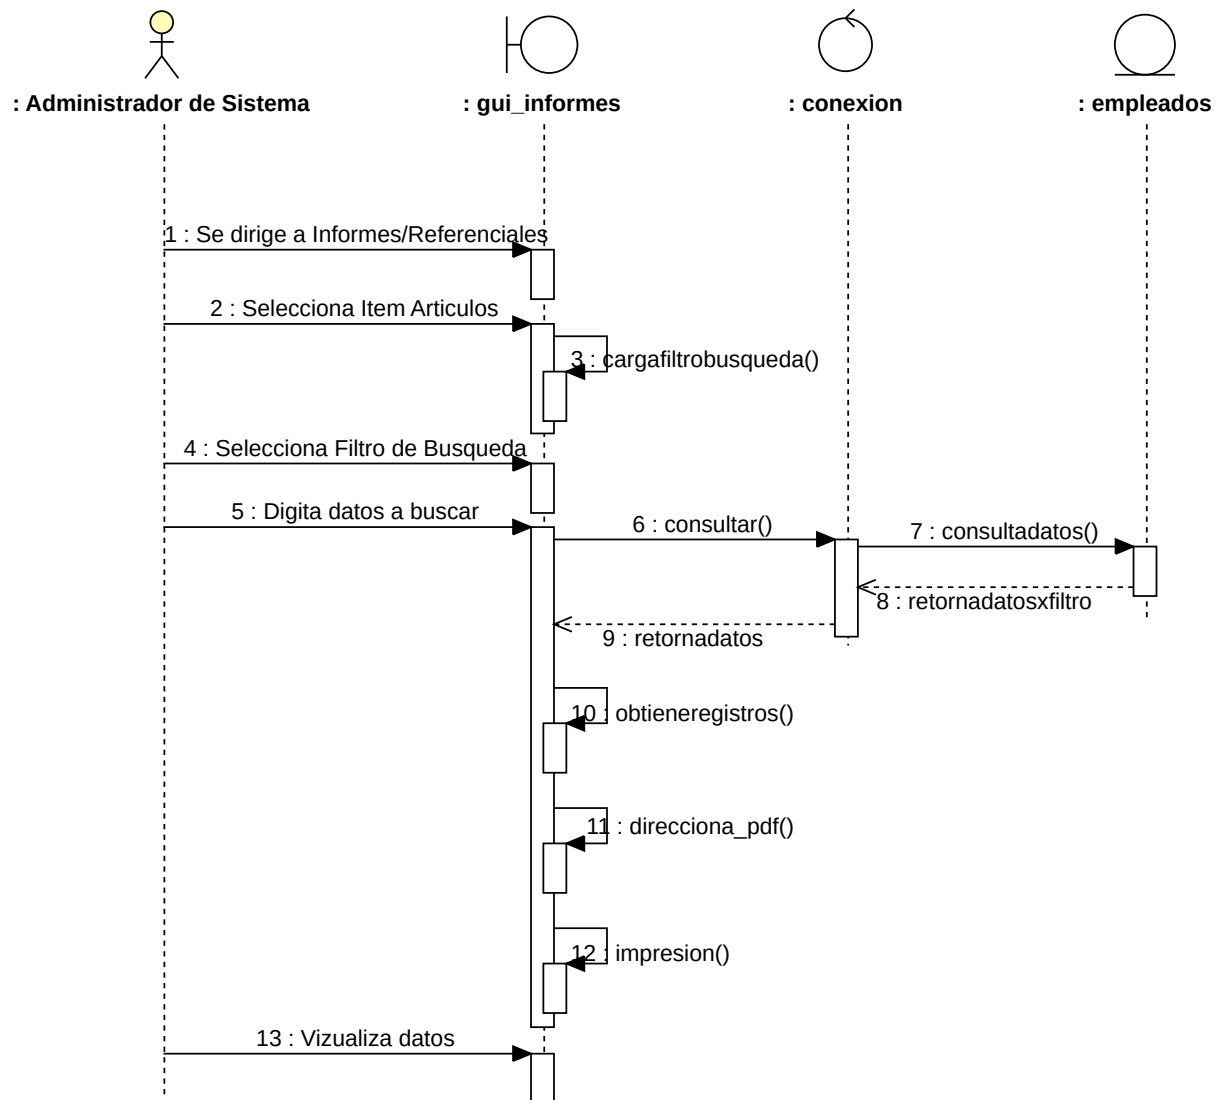 : Administrador de Sistema
: gui_informes
: conexion
: empleados
1 : Se dirige a Informes/Referenciales
2 : Selecciona Item Articulos
3 : cargafiltrobusqueda()
4 : Selecciona Filtro de Busqueda
5 : Digita datos a buscar
6 : consultar()
7 : consultadatos()
8 : retornadatosxfiltro
9 : retornadatos
10 : obtieneregistros()
11 : direcciona_pdf()
12 : impresion()
13 : Vizualiza datos